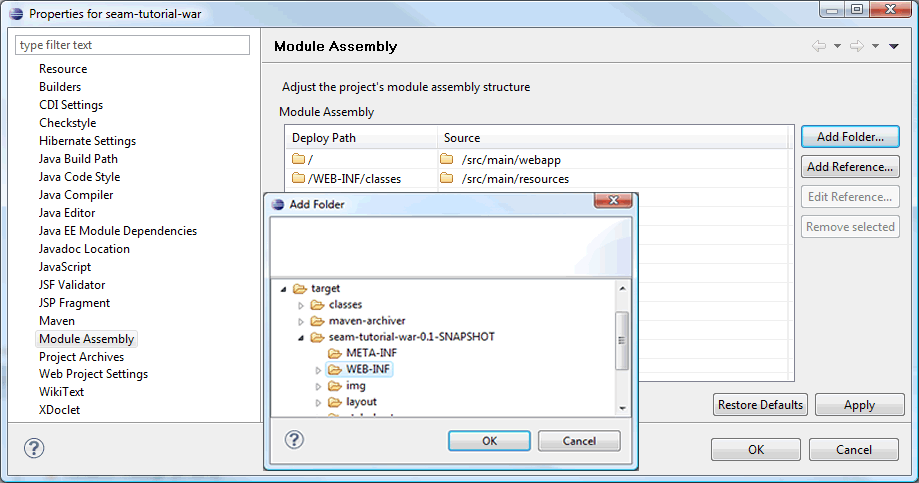 Properties for seam-tutorial-war
type filter text
Resource
Builders
CDI Settings
Checkstyle
Hibernate Settings
Java Build Path
Java Code Style
Java Compiler
Java Editor
Java EE Module Dependencies
Javadoc Location
JavaScript
JSF Validator
JSP Fragment
Maven
Module Assembly
Project Archives
Web Project Settings
WikiText
XDoclet
Module Assembly
Adjust the project's module assembly structure
Module Assembly
Deploy Path Source
/ /src/main/webapp
/WEB-INF/classes /src/main/resources
Add Folder...
Add Reference...
Edit Reference...
Remove selected
Add Folder
target
classes
maven-archiver
seam-tutorial-war-0.1-SNAPSHOT
META-INF
WEB-INF
img
layout
OK Cancel
Restore Defaults Apply
OK Cancel